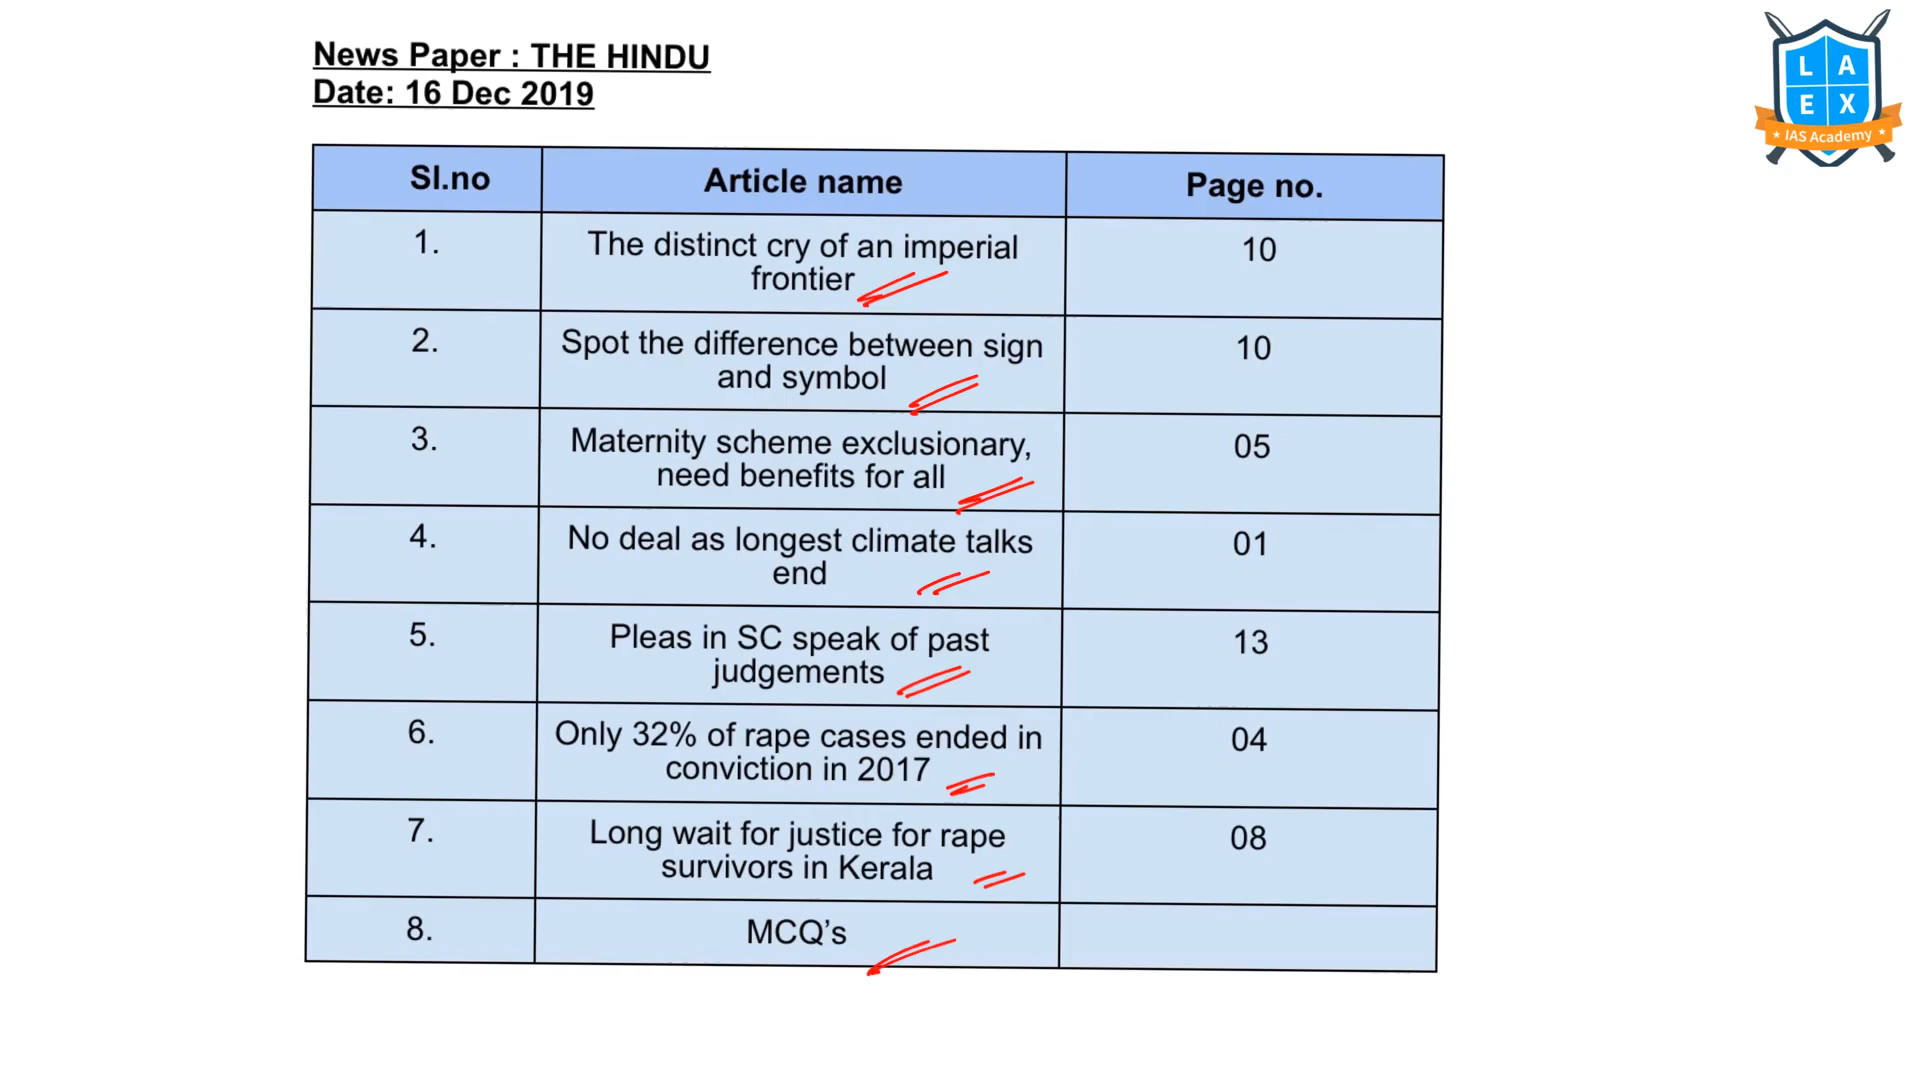 News Paper : THE HINDU
Date: 16 Dec 2019
L A
E X
IAS Academy
Sl.no Article name Page no.
1. The distinct cry of an imperial 10
frontier
2. Spot the difference between sign 10
and symbol
3. Maternity scheme exclusionary, 05
need benefits for all
4. No deal as longest climate talks 01
end
5. Pleas in SC speak of past 13
judgements
6. Only 32% of rape cases ended in 04
conviction in 2017
7. Long wait for justice for rape 08
survivors in Kerala
8. MCQ’s